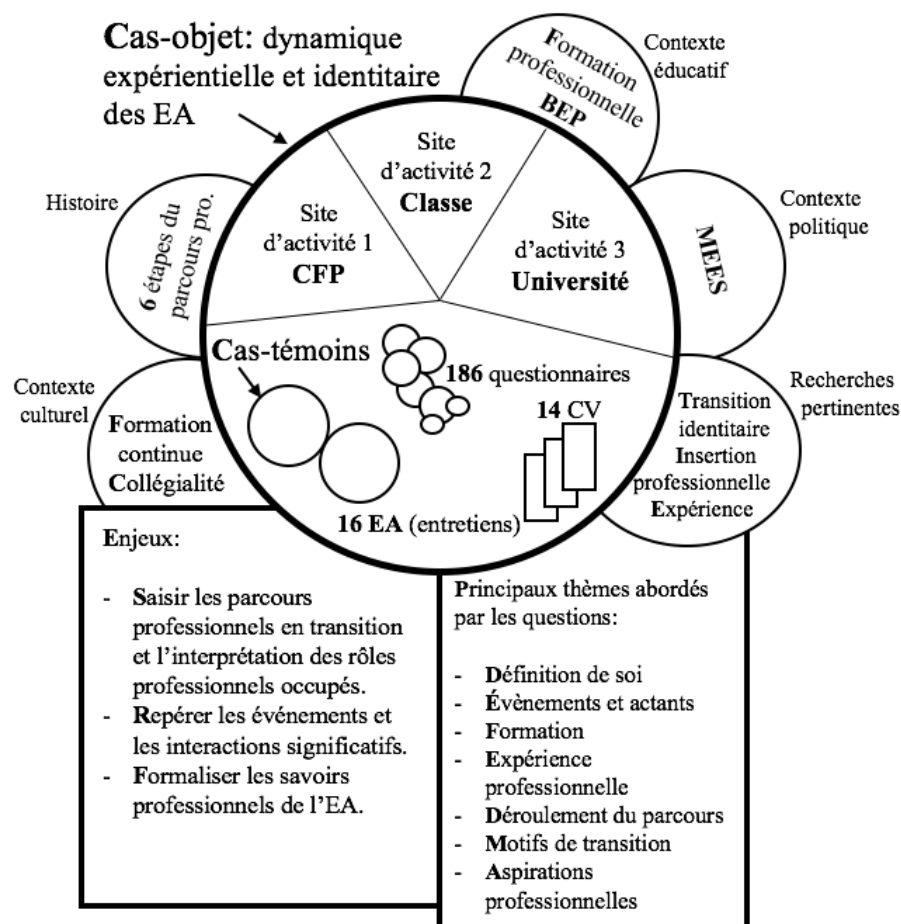 Cas-objet: dynamique
expérientielle et identitaire
des EA
Formation
professionnelle
BEP
Contexte
éducatif
Site
d'activité 2
Classe
Histoire
6 étapes du
parcours pro.
Site
d'activité 1
CFP
Site
d'activité 3
Université
MEES
Contexte
politique
Cas-témoins
186 questionnaires
14 CV
16 EA (entretiens)
Contexte
culturel
Formation
continue
Collégialité
Recherches
pertinentes
Transition
identitaire
Insertion
professionnelle
Expérience
Enjeux:
- Saisir les parcours
professionnels en transition
et l'interprétation des rôles
professionnels occupés.
- Repérer les événements et
les interactions significatifs.
- Formaliser les savoirs
professionnels de l'EA.
Principaux thèmes abordés
par les questions:
- Définition de soi
- Évènements et actants
- Formation
- Expérience
professionnelle
- Déroulement du parcours
- Motifs de transition
- Aspirations
professionnelles